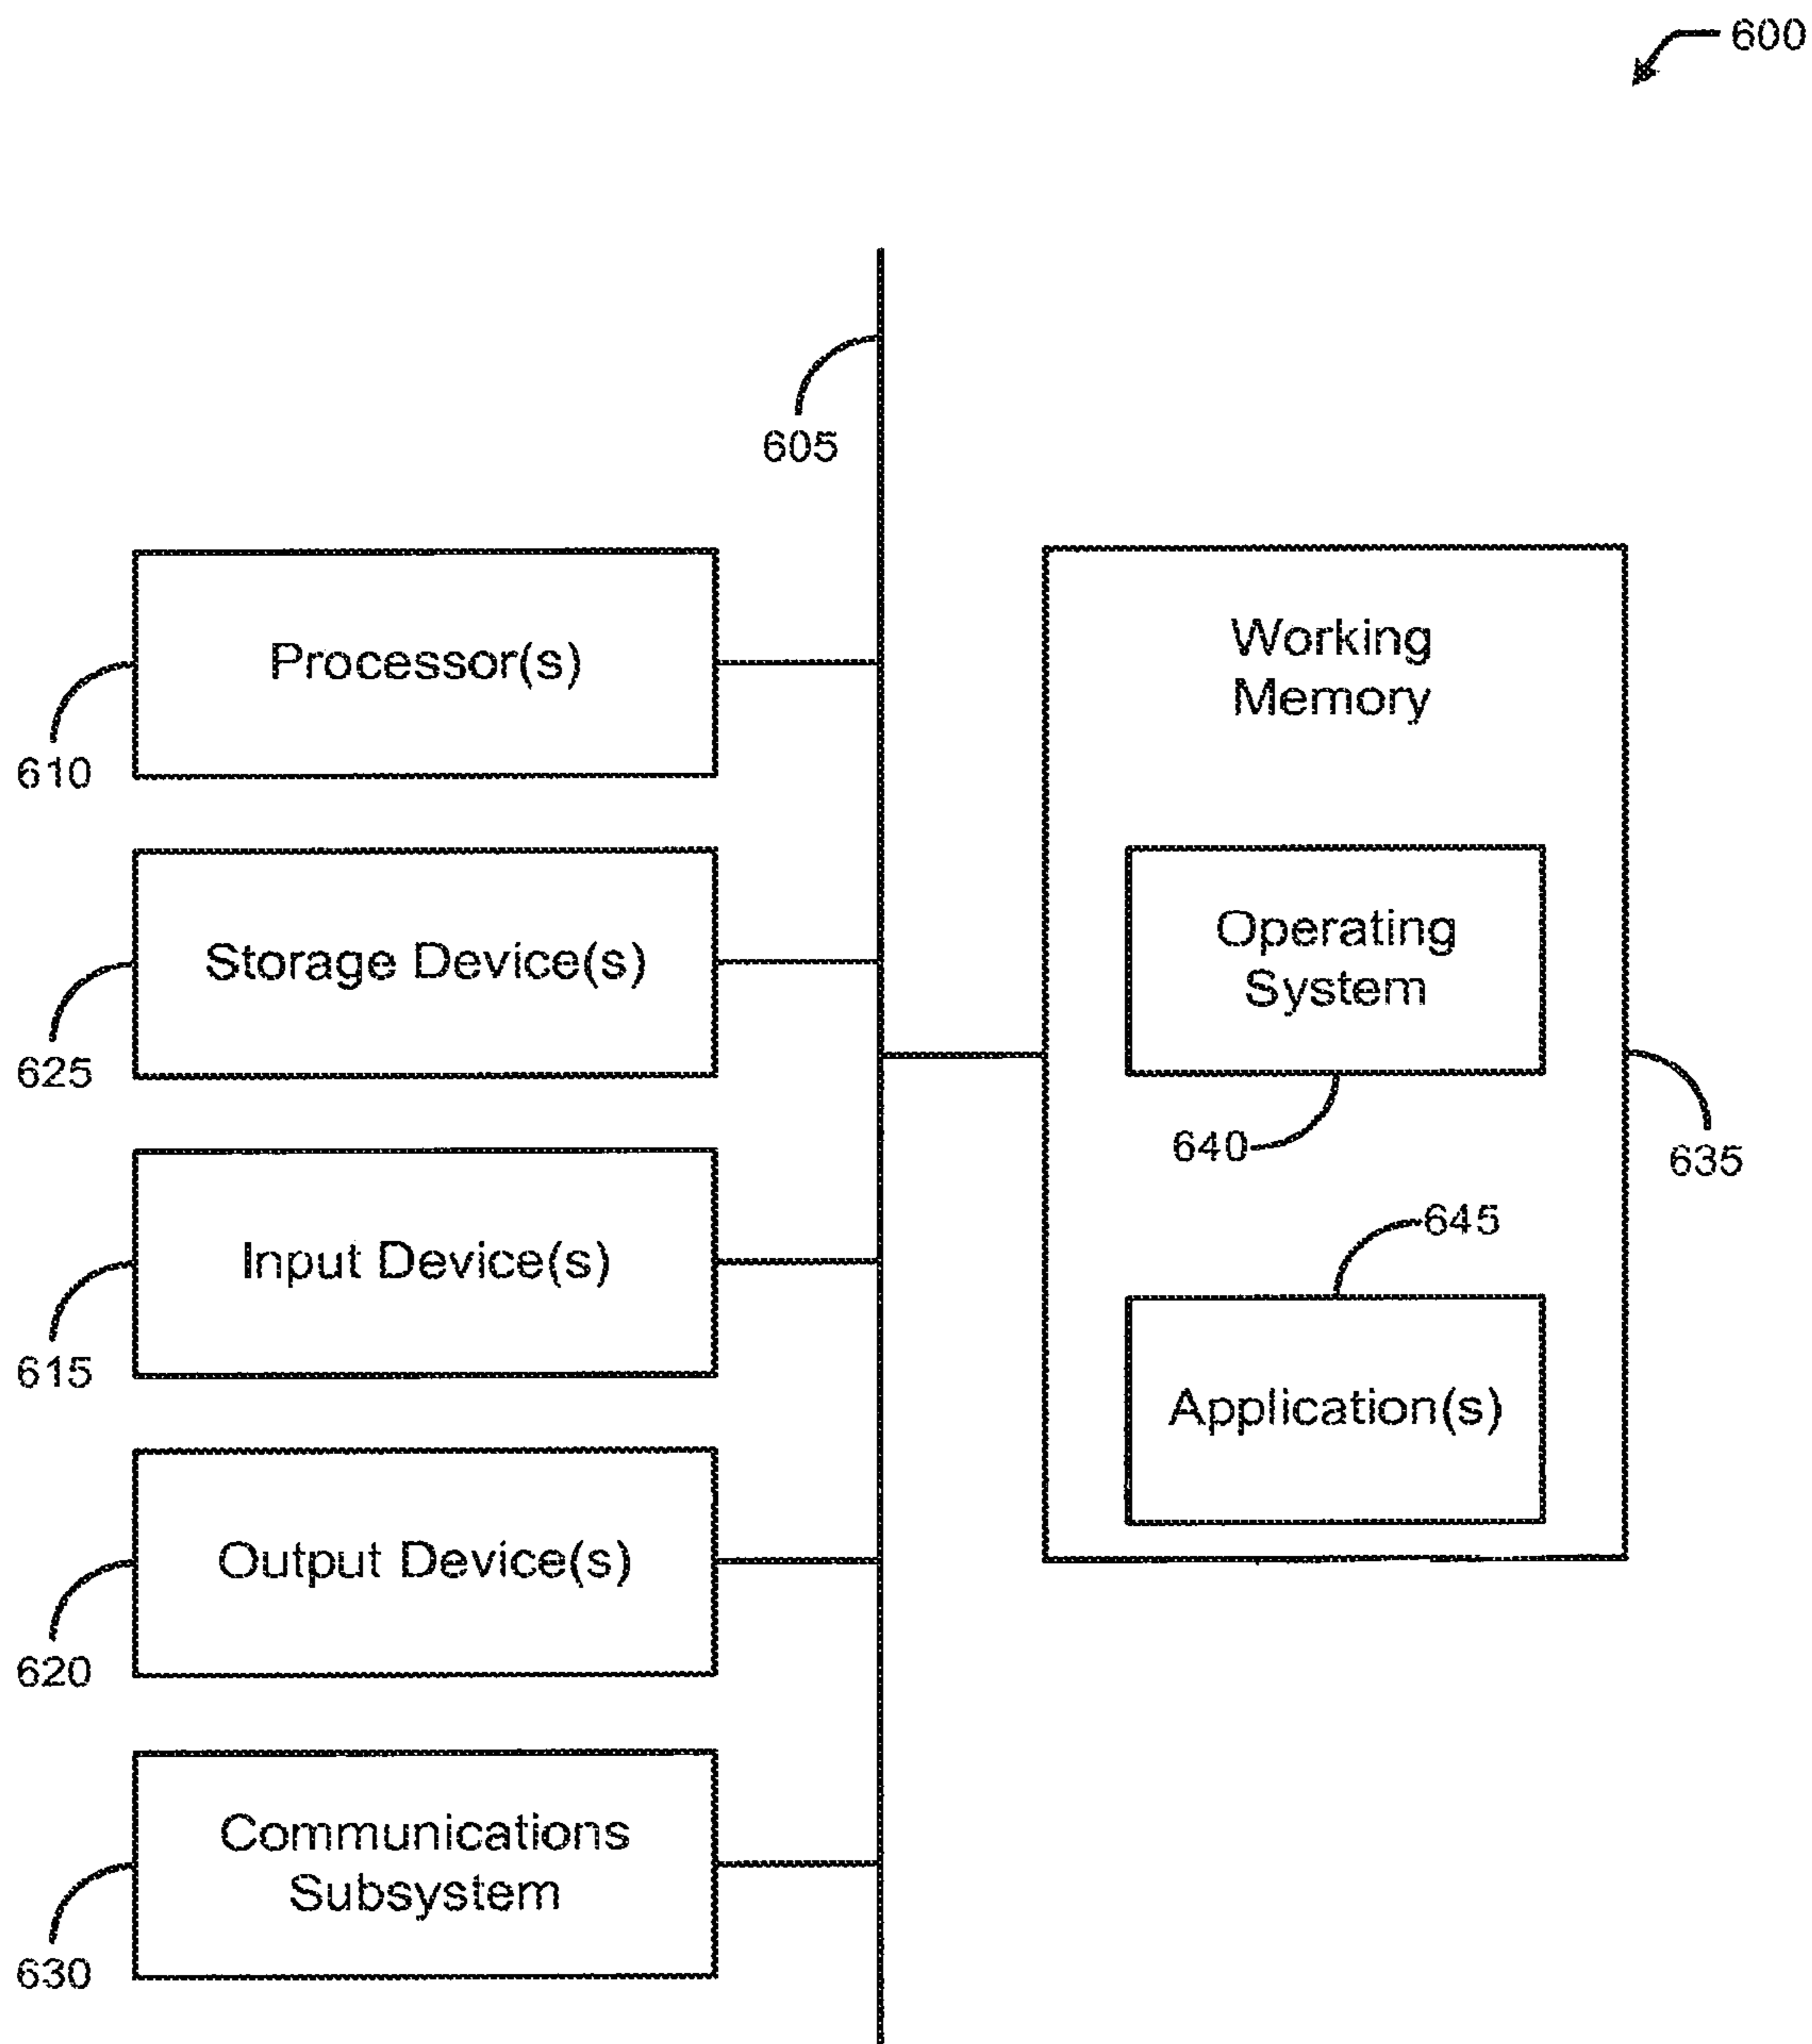 600
605
Processor(s)
610
Storage Device(s)
625
Input Device(s)
615
Output Device(s)
620
Communications
Subsystem
630
Working
Memory
Operating
System
640
635
645
Application(s)